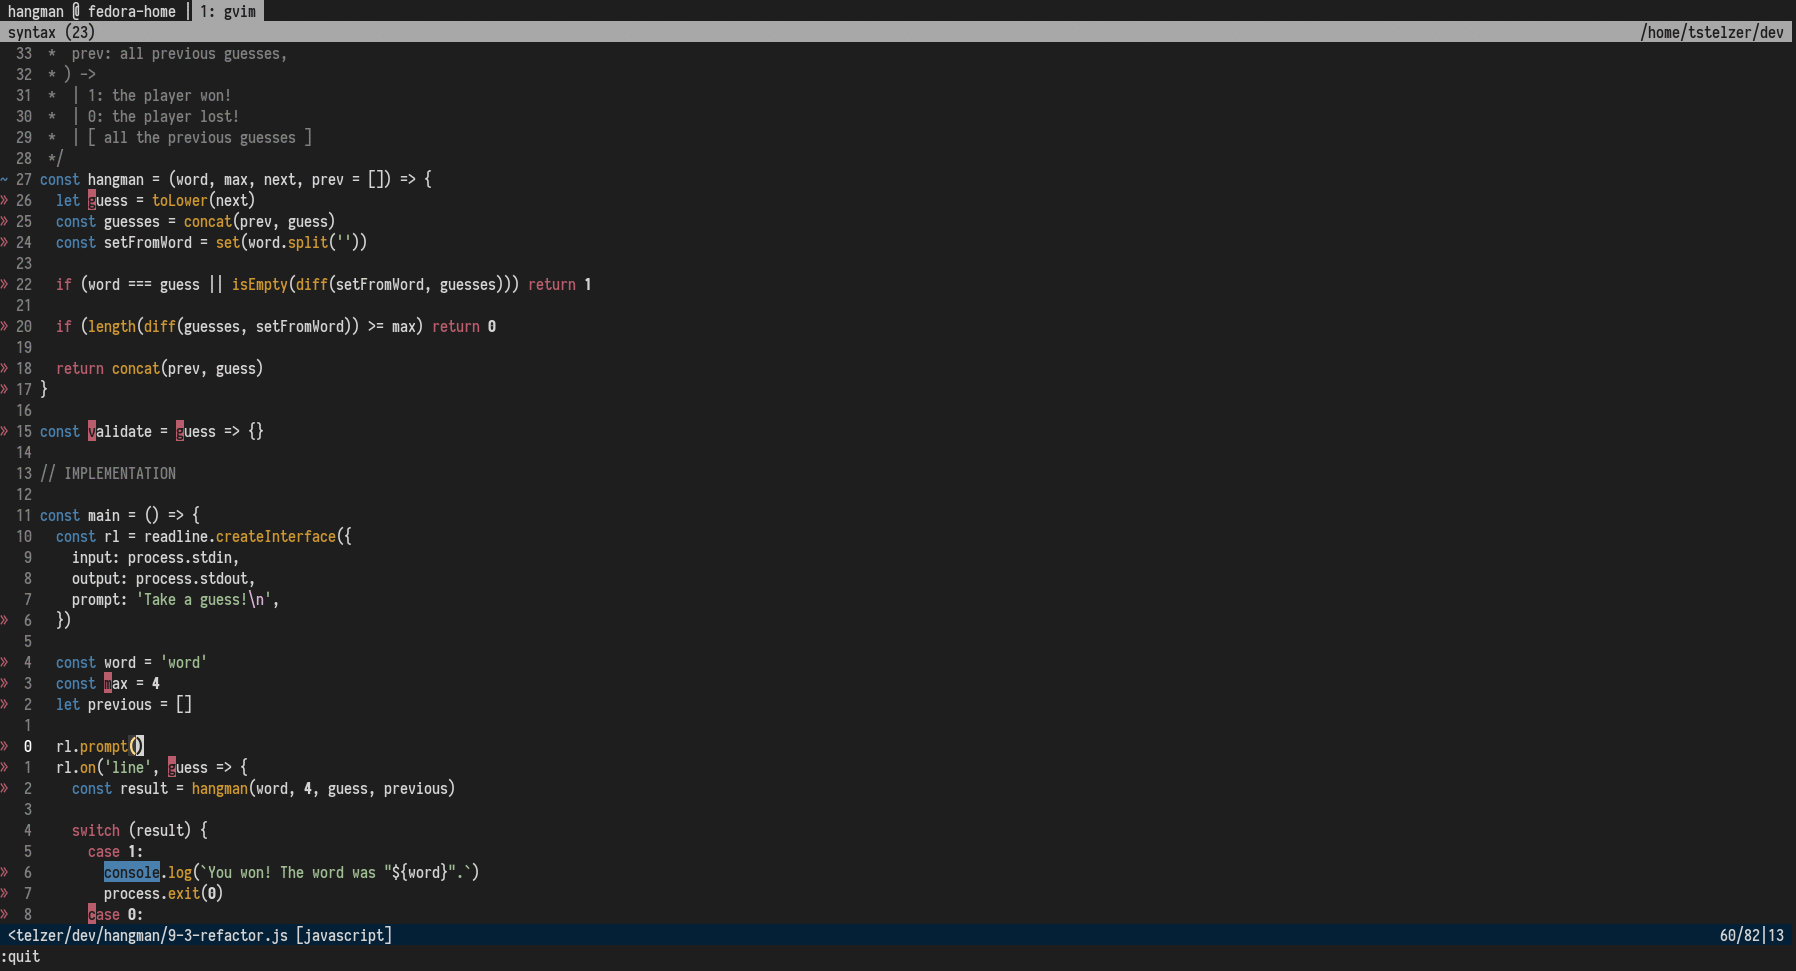 hangman @ fedora-home | 1: gvim
syntax (23) /home/tstelzer/dev
33  *  prev: all previous guesses,
32  * ) ->
31  *  | 1: the player won!
30  *  | 0: the player lost!
29  *  | [ all the previous guesses ]
28  */
~ 27 const hangman = (word, max, next, prev = []) => {
» 26   let guess = toLower(next)
» 25   const guesses = concat(prev, guess)
» 24   const setFromWord = set(word.split(''))
23
» 22   if (word === guess || isEmpty(diff(setFromWord, guesses))) return 1
21
» 20   if (length(diff(guesses, setFromWord)) >= max) return 0
19
» 18   return concat(prev, guess)
» 17 }
16
» 15 const validate = guess => {}
14
13 // IMPLEMENTATION
12
11 const main = () => {
10   const rl = readline.createInterface({
9     input: process.stdin,
8     output: process.stdout,
7     prompt: 'Take a guess!\n',
» 6   })
5
» 4   const word = 'word'
» 3   const max = 4
» 2   let previous = []
1
» 0   rl.prompt()
» 1   rl.on('line', guess => {
» 2     const result = hangman(word, 4, guess, previous)
3
4     switch (result) {
5       case 1:
» 6         console.log(`You won! The word was "${word}".`)
» 7         process.exit(0)
» 8       case 0:
<telzer/dev/hangman/9-3-refactor.js [javascript] 60/82|13
:quit